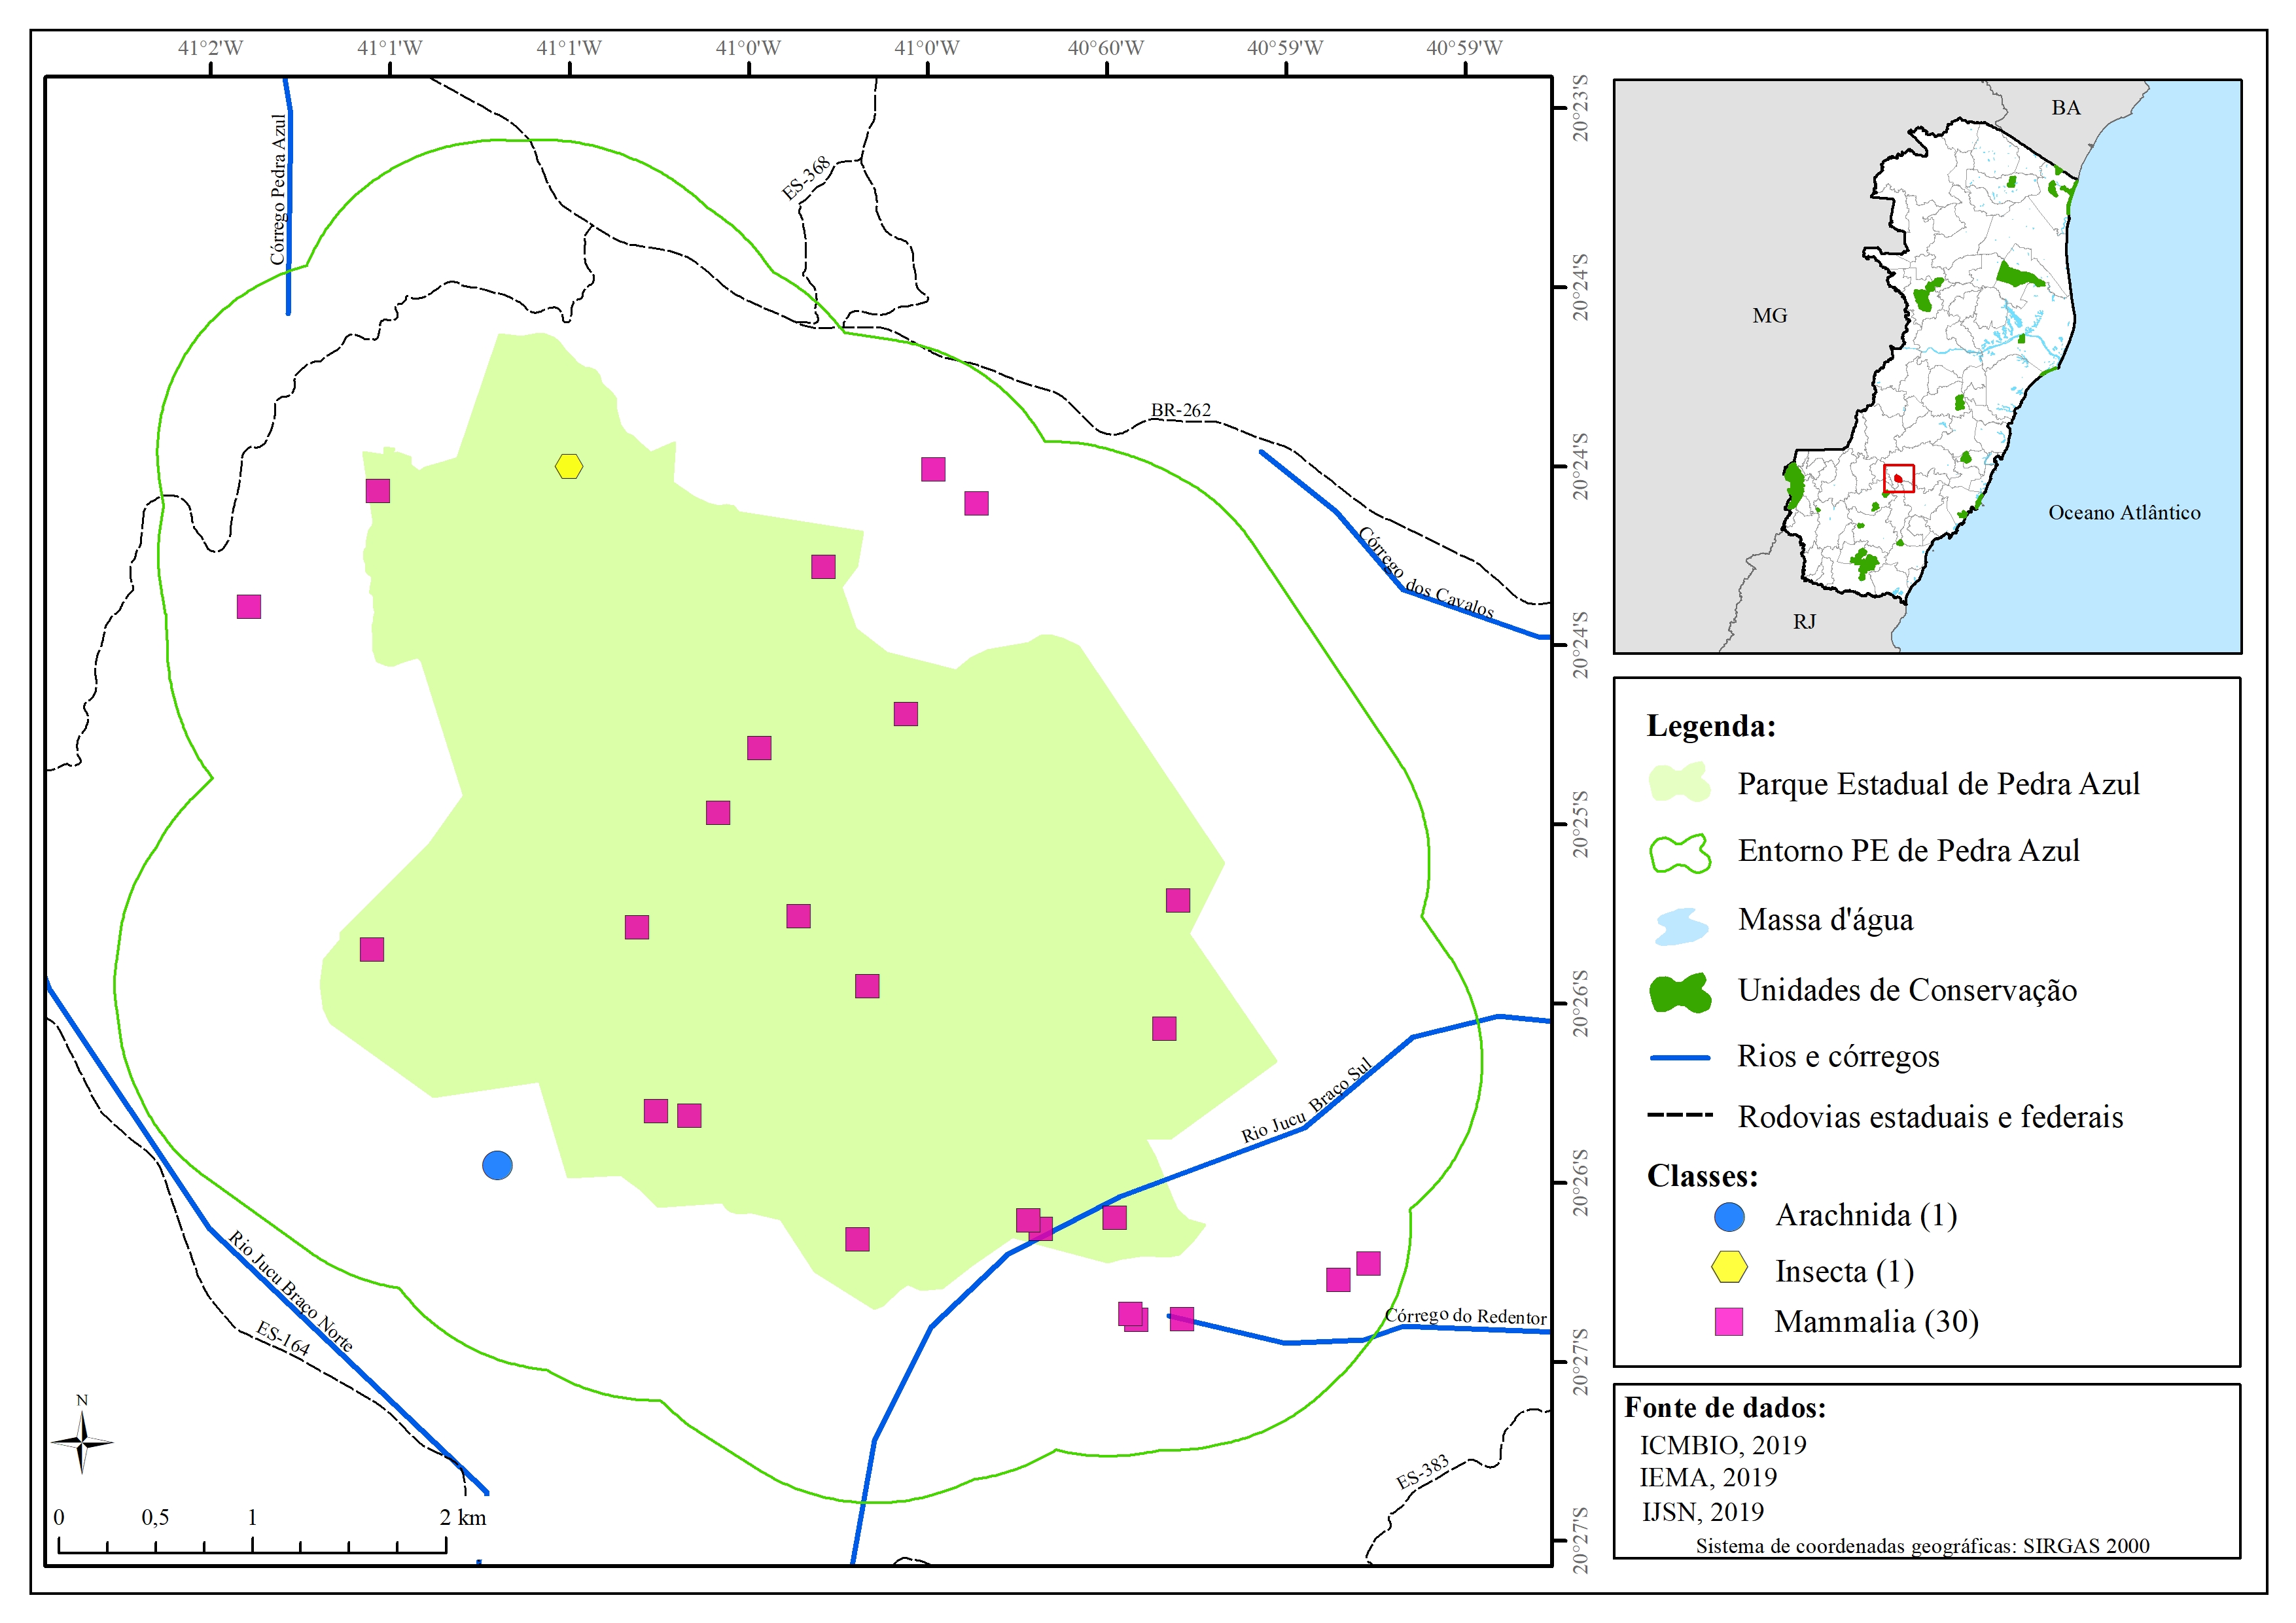 41°2'W
41°1'W
41°1'W
41°0'W
41°0'W
40°60'W
40°59'W
40°59'W
20°23'S
20°24'S
20°24'S
20°24'S
20°25'S
20°26'S
20°26'S
20°27'S
20°27'S
Córrego Pedra Azul
ES-368
BR-262
Córrego dos Cavalos
Rio Jucu Braço Sul
Rio Jucu Braço Norte
ES-164
Córrego do Redentor
ES-383
N
0
0,5
1
2 km
BA
MG
Oceano Atlântico
RJ
Legenda:
Parque Estadual de Pedra Azul
Entorno PE de Pedra Azul
Massa d'água
Unidades de Conservação
Rios e córregos
Rodovias estaduais e federais
Classes:
Arachnida (1)
Insecta (1)
Mammalia (30)
Fonte de dados:
ICMBIO, 2019
IEMA, 2019
IJSN, 2019
Sistema de coordenadas geográficas: SIRGAS 2000